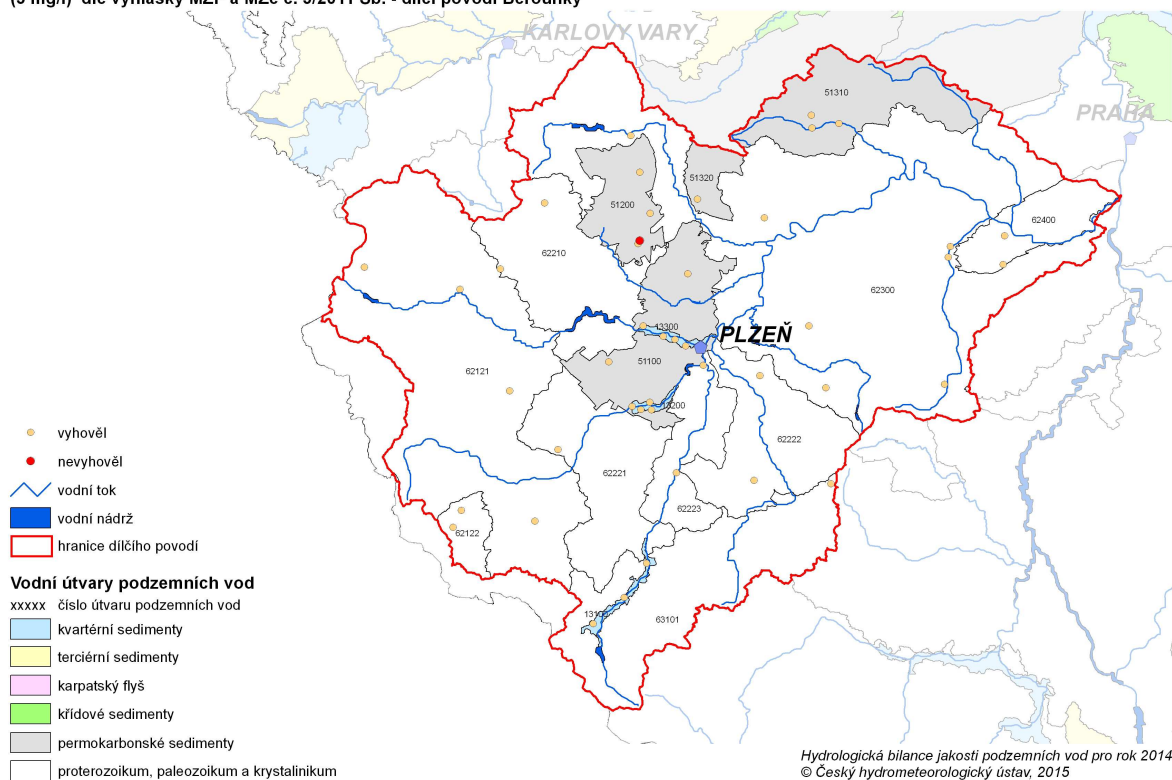 KARLOVY VARY
51310
PRAHA
51320
51200
62400
62210
62300
13300
PLZEŇ
51100
62121
62222
62221
62223
62122
63101
vyhověl
nevyhověl
vodní tok
vodní nádrž
hranice dílčího povodí
Vodní útvary podzemních vod
xxxxx číslo útvaru podzemních vod
kvartérní sedimenty
terciérní sedimenty
karpatský flyš
křídové sedimenty
permokarbonské sedimenty
proterozoikum, paleozoikum a krystalinikum
Hydrologická bilance jakosti podzemních vod pro rok 2014
© Český hydrometeorologický ústav, 2015